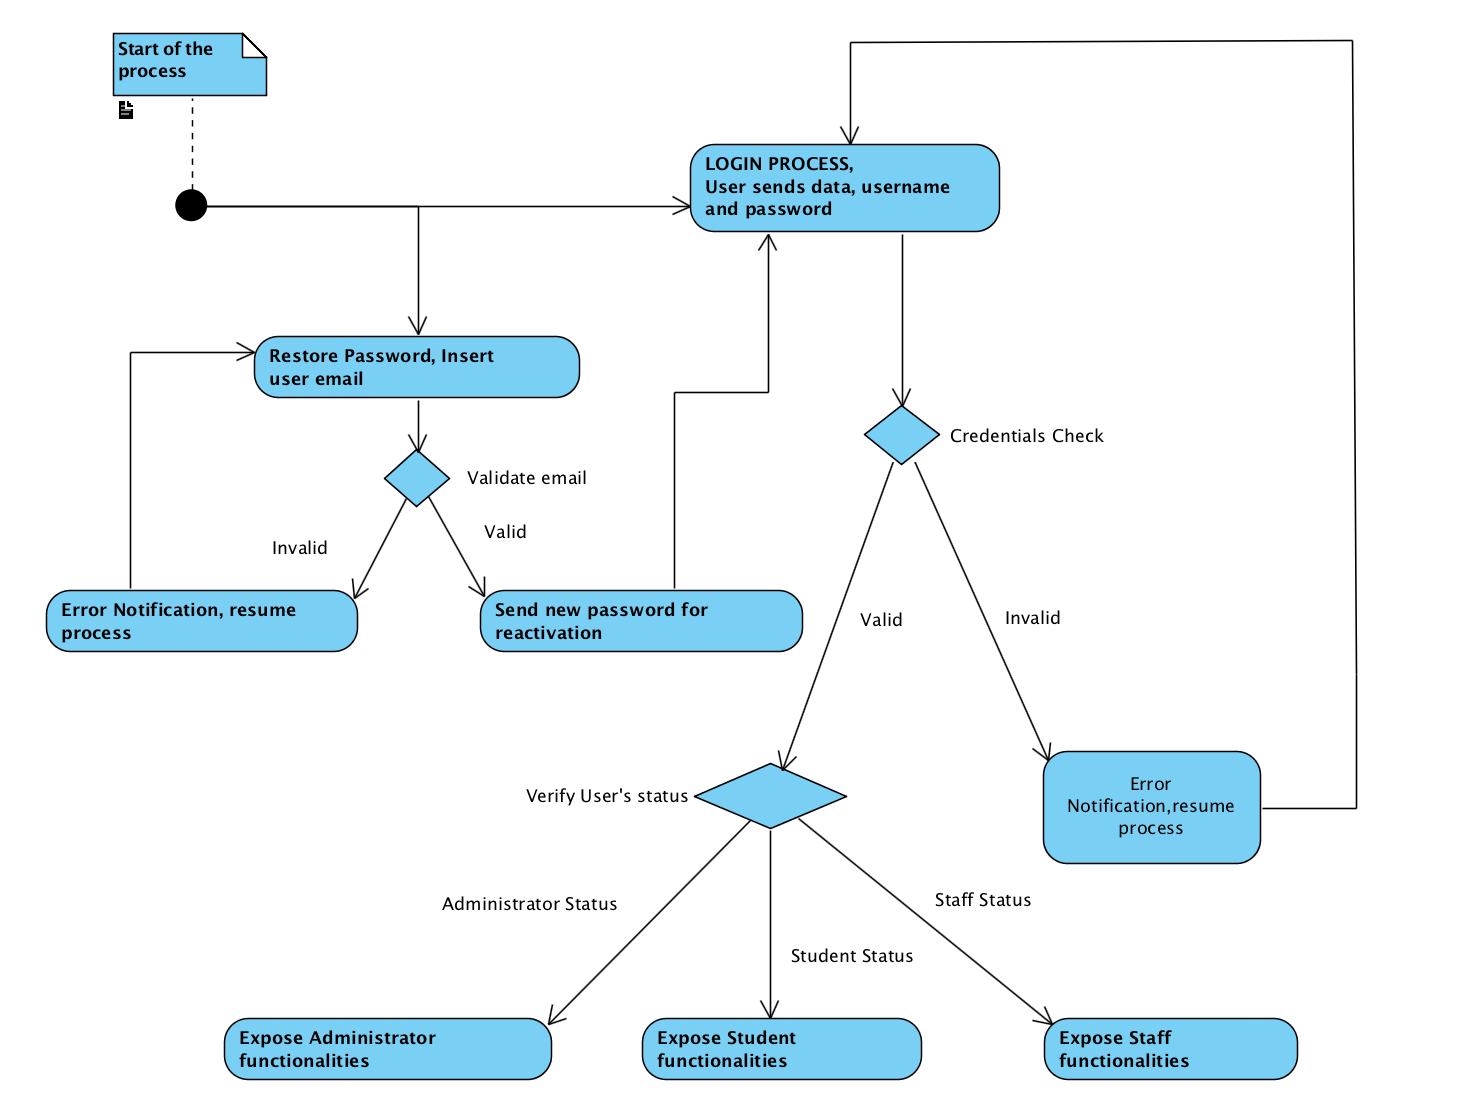 Start of the
process
LOGIN PROCESS,
User sends data, username
and password
Restore Password, Insert
user email
Credentials Check
Validate email
Valid
Invalid
Error Notification, resume
process
Send new password for
reactivation
Valid
Invalid
Error
Notification,resume
process
Verify User's status
Administrator Status
Staff Status
Student Status
Expose Administrator
functionalities
Expose Student
functionalities
Expose Staff
functionalities